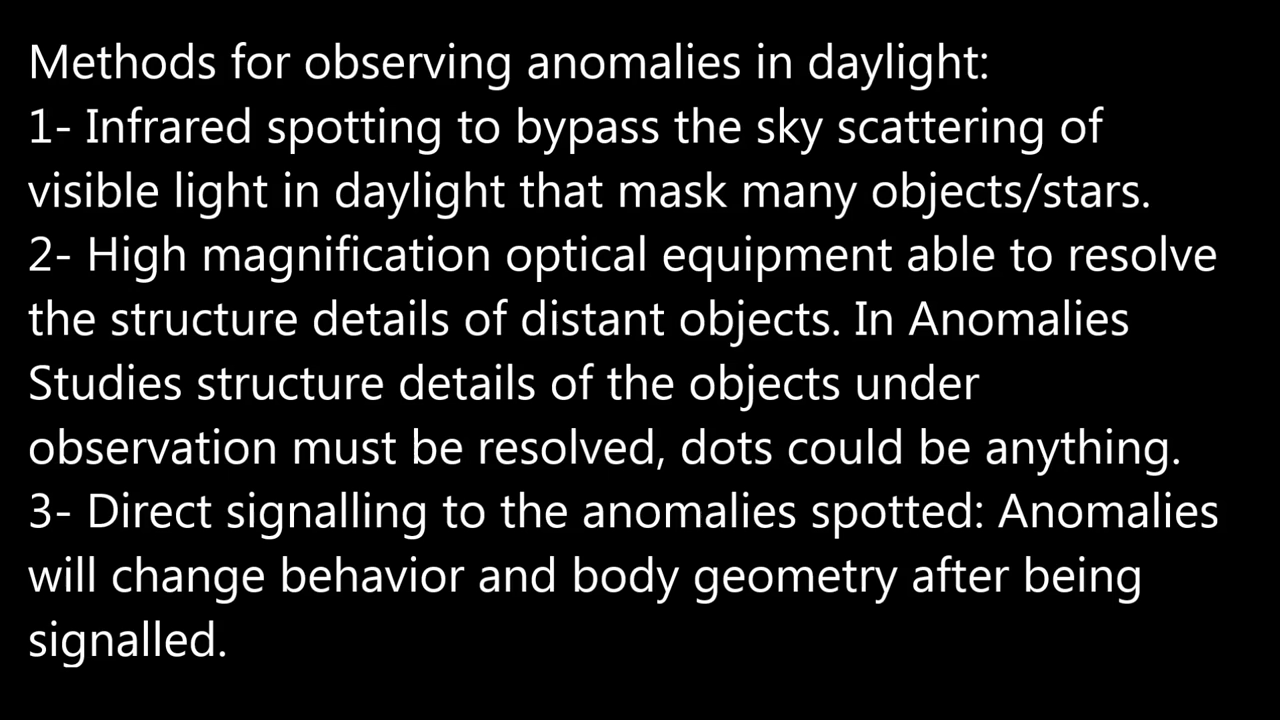 Methods for observing anomalies in daylight:
1- Infrared spotting to bypass the sky scattering of
visible light in daylight that mask many objects/stars.
2- High magnification optical equipment able to resolve
the structure details of distant objects. In Anomalies
Studies structure details of the objects under
observation must be resolved, dots could be anything.
3- Direct signalling to the anomalies spotted: Anomalies
will change behavior and body geometry after being
signalled.